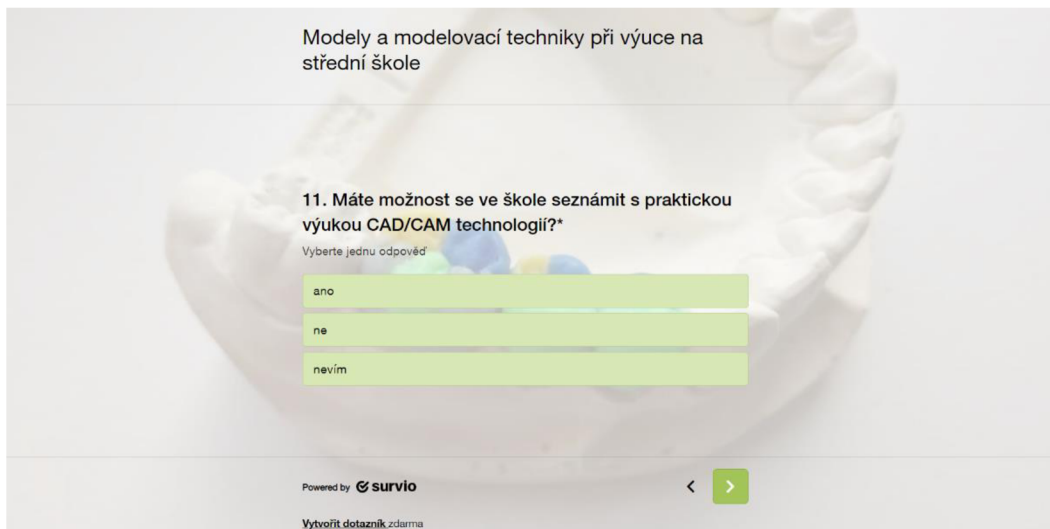 Modely a modelovací techniky při výuce na
střední škole
11. Máte možnost se ve škole seznámit s praktickou
výukou CAD/CAM technologií?*
Vyberte jednu odpověď
ano
ne
nevím
Powered by survio
Vytvořit dotazník zdarma